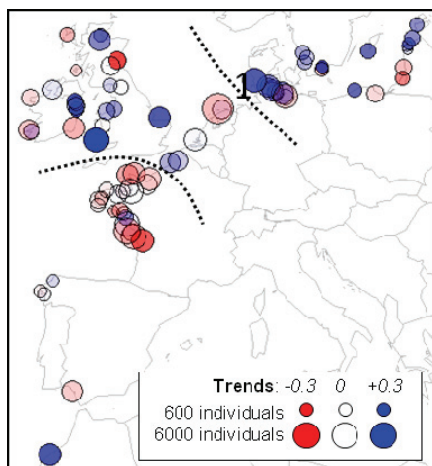 1
Trends: -0.3 0 +0.3
600 individuals
6000 individuals